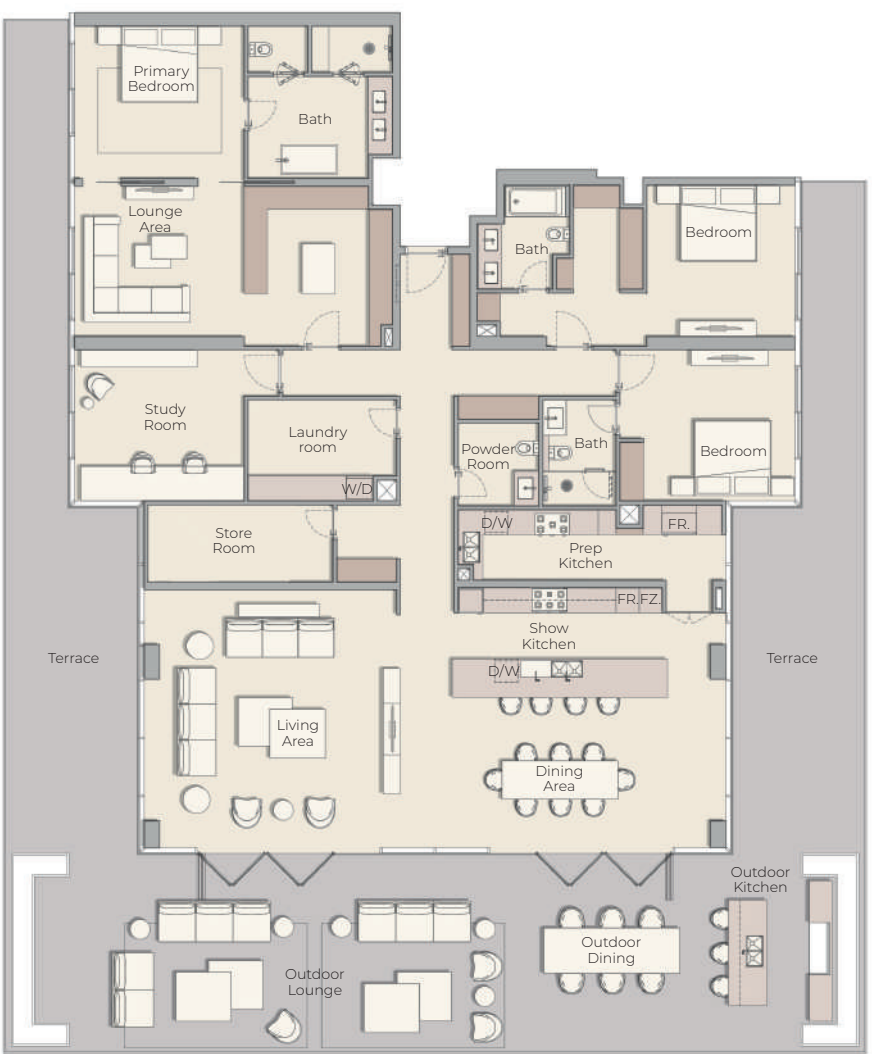 Primary
Bedroom
Bath
Lounge
Area
Bath
Bedroom
Study
Room
Laundry
room
W/D
Powder
Room
Bath
Bedroom
Store
Room
D/W
FR.
Prep
Kitchen
FR.FZ.
Show
Kitchen
D/W
Terrace
Terrace
Living
Area
Dining
Area
Outdoor
Kitchen
Outdoor
Lounge
Outdoor
Dining